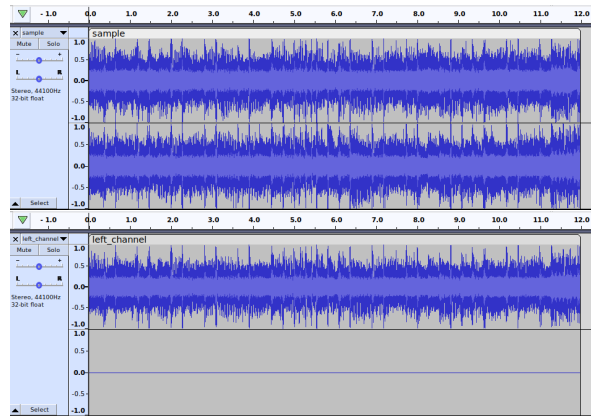 - 1.0 0.0 1.0 2.0 3.0 4.0 5.0 6.0 7.0 8.0 9.0 10.0 11.0 12.0
× sample ▼ sample
Mute Solo
- +
L R
Stereo, 44100Hz
32-bit float
1.0
0.5-
0.0-
-0.5-
-1.0
1.0
0.5-
0.0-
-0.5-
-1.0
Select
- 1.0 0.0 1.0 2.0 3.0 4.0 5.0 6.0 7.0 8.0 9.0 10.0 11.0 12.0
× left_channel ▼ left_channel
Mute Solo
- +
L R
Stereo, 44100Hz
32-bit float
1.0
0.5-
0.0-
-0.5-
-1.0
1.0
0.5-
0.0-
-0.5-
-1.0
Select